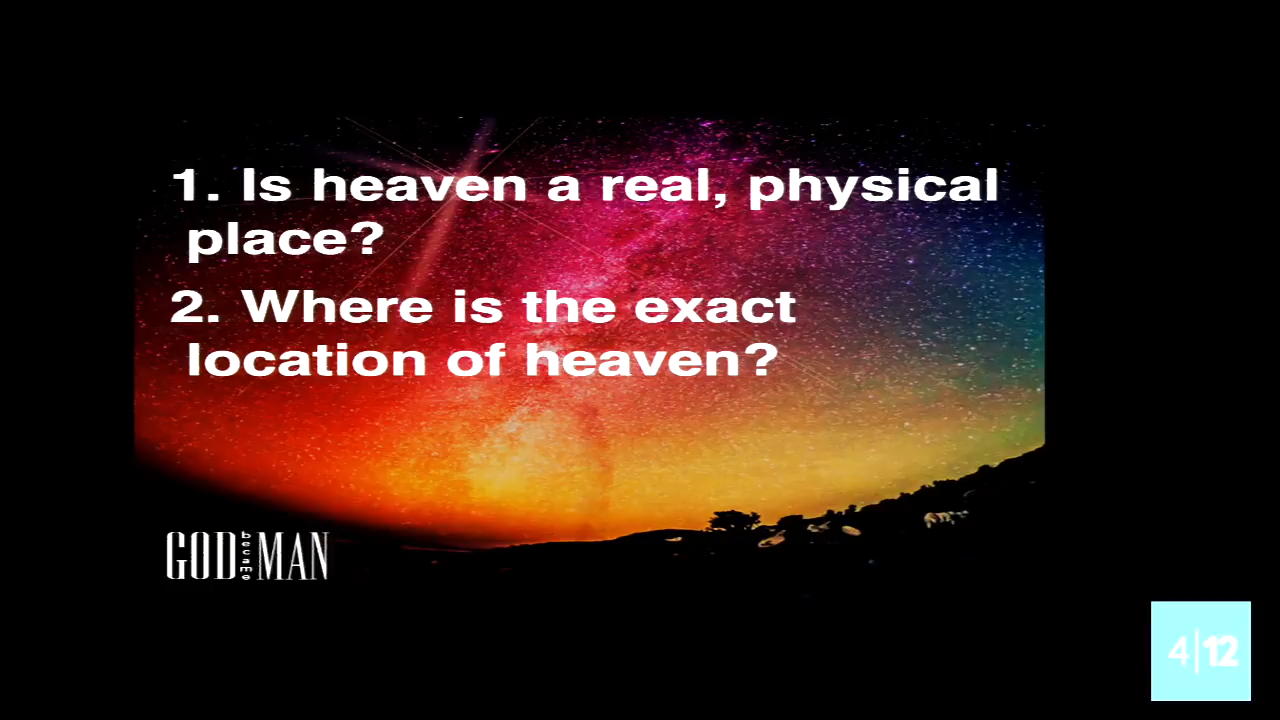 1. Is heaven a real, physical
place?
2. Where is the exact
location of heaven?
GOD became MAN
4|12